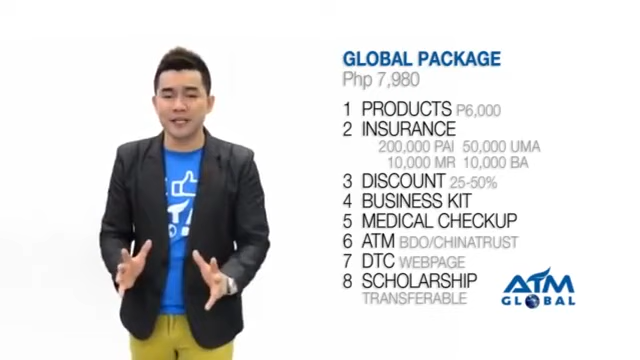 GLOBAL PACKAGE
Php 7,980
1 PRODUCTS P6,000
2 INSURANCE
200,000 PAI 50,000 UMA
10,000 MR 10,000 BA
3 DISCOUNT 25-50%
4 BUSINESS KIT
5 MEDICAL CHECKUP
6 ATM BDO/CHINATRUST
7 DTC WEBPAGE
8 SCHOLARSHIP
TRANSFERABLE
ATM
GLOBAL